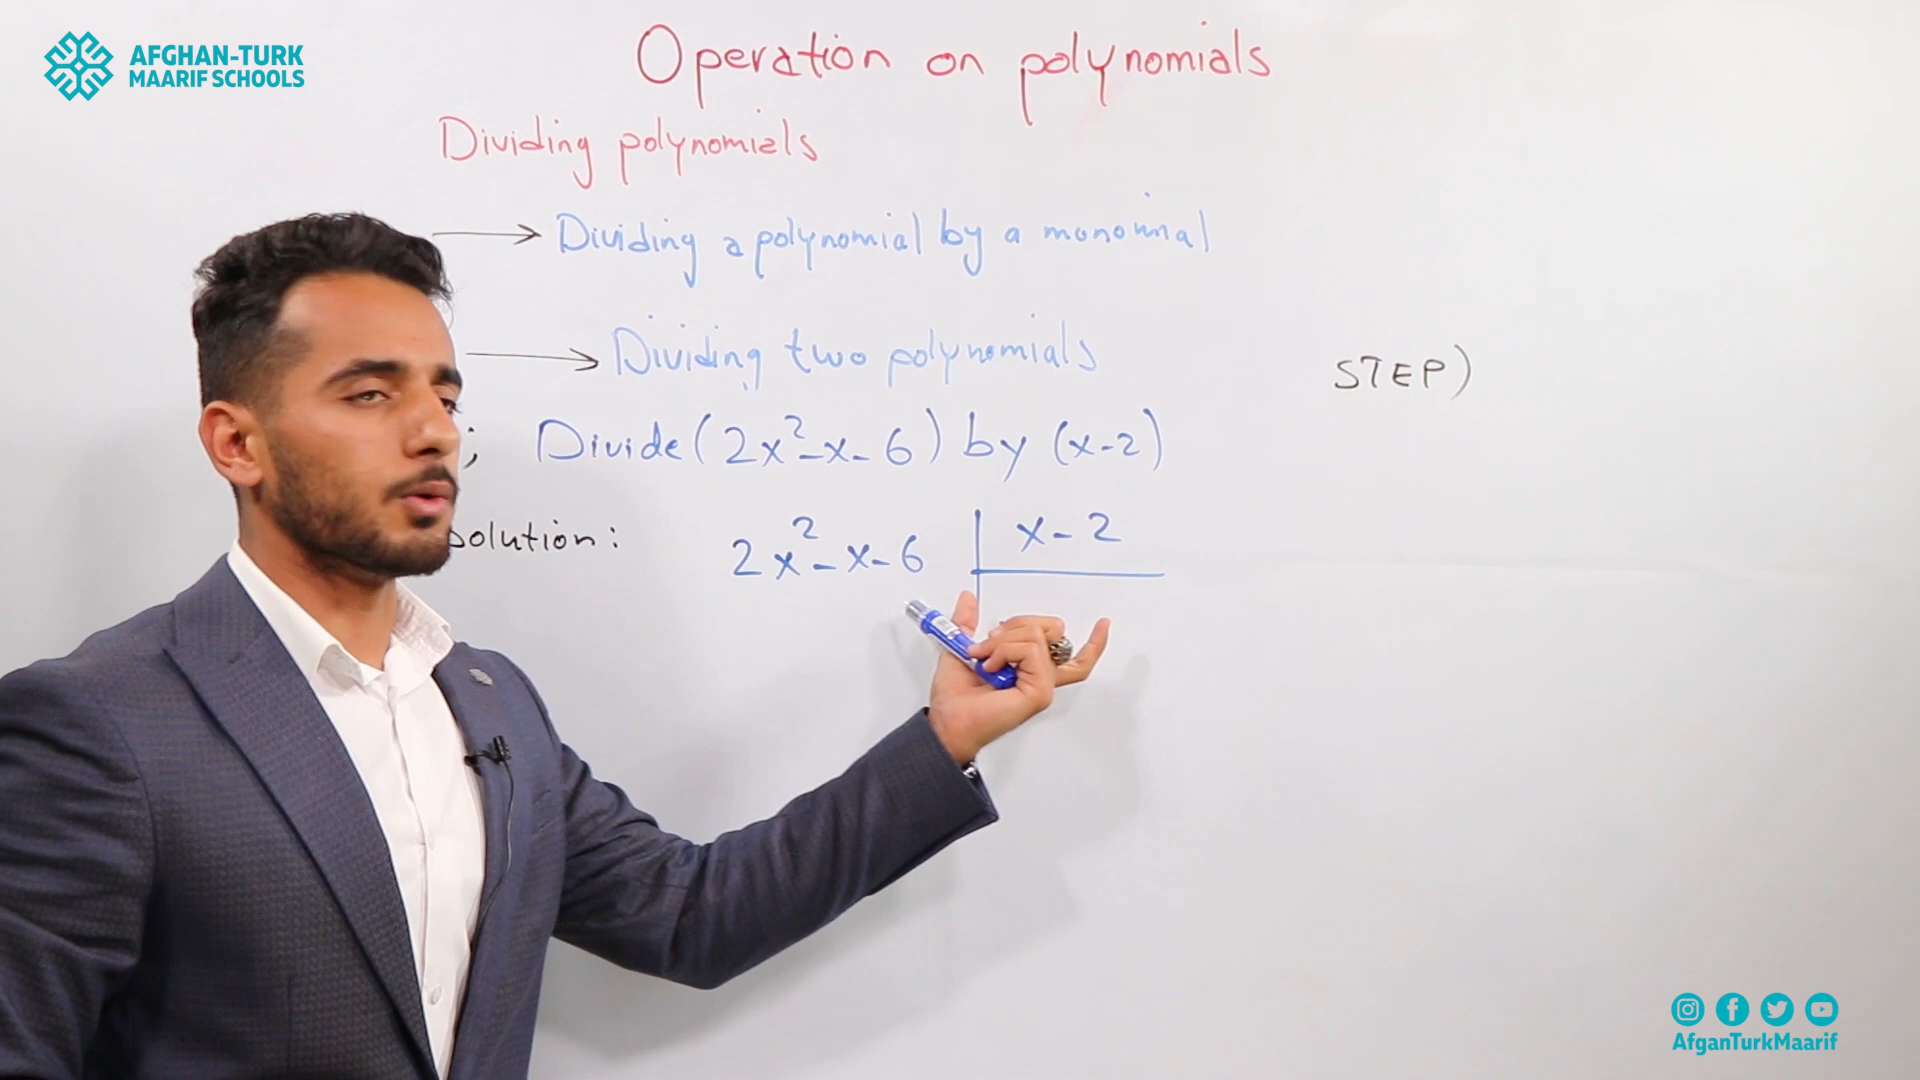 AFGHAN-TURK
MAARIF SCHOOLS
Operation on polynomials
Dividing polynomials
→ Dividing a polynomial by a monomial
→ Dividing two polynomials
STEP)
; Divide (2x²-x-6) by (x-2)
solution:
2x²-x-6 | x-2
AfganTurkMaarif